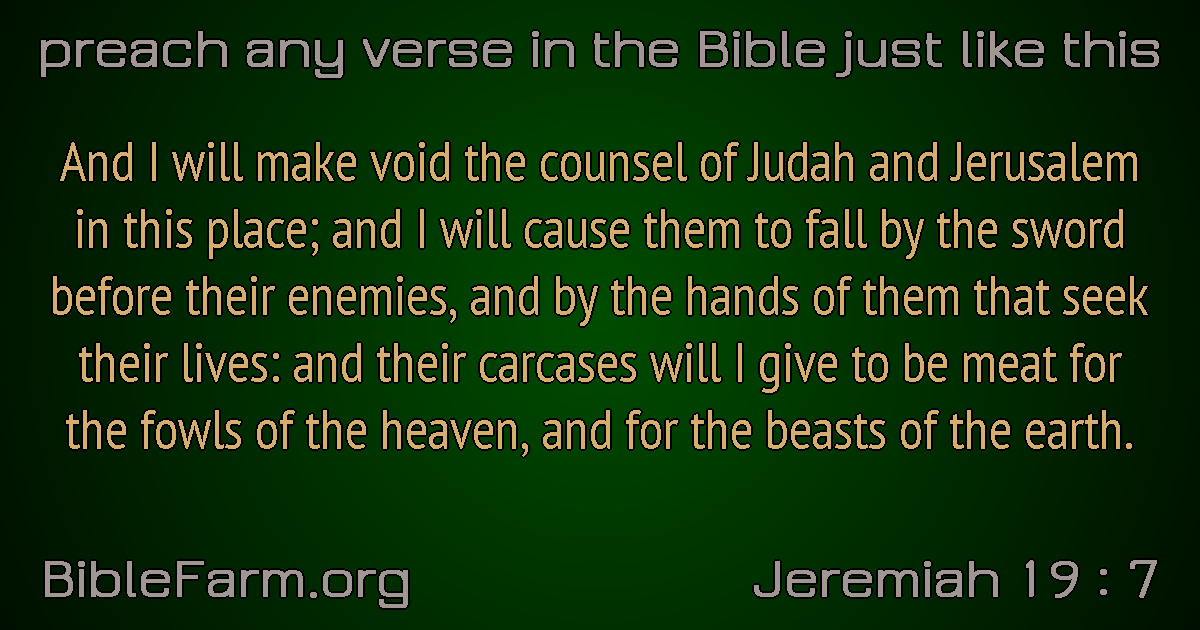 preach any verse in the Bible just like this
And I will make void the counsel of Judah and Jerusalem
in this place; and I will cause them to fall by the sword
before their enemies, and by the hands of them that seek
their lives: and their carcases will I give to be meat for
the fowls of the heaven, and for the beasts of the earth.
BibleFarm.org
Jeremiah 19 : 7